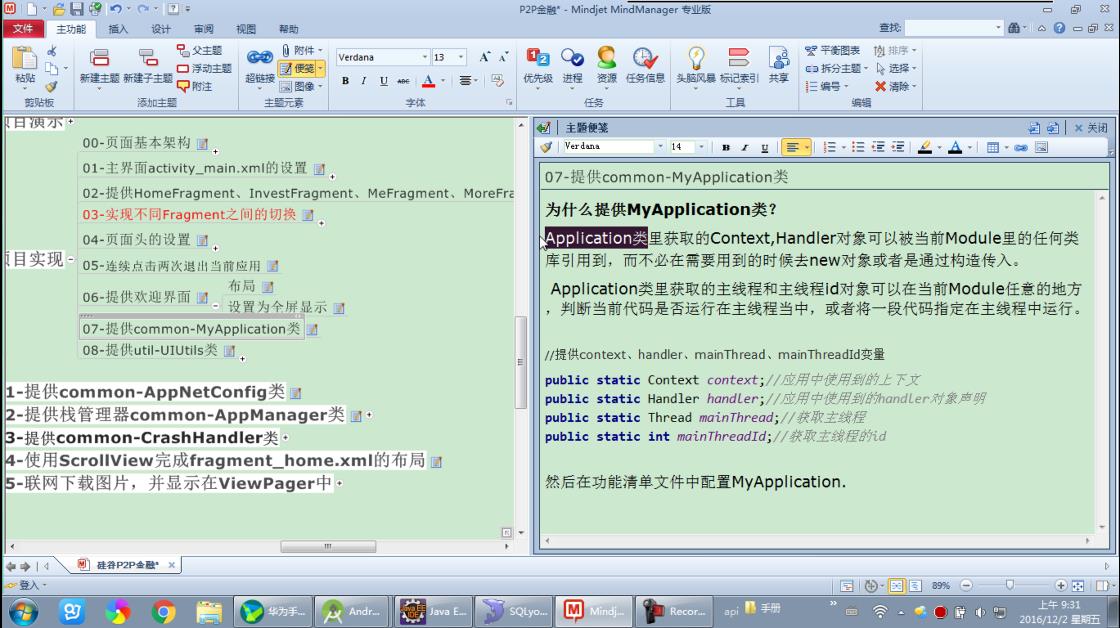 P2P金融* - Mindjet MindManager 专业版
文件 主功能 插入 设计 审阅 视图 帮助 查找:
粘贴 新建主题 新建子主题 父主题 浮动主题 附注 超链接 附件 便笺 图像 Verdana 13 B I U ABC A 优先级 进程 资源 任务信息 头脑风暴 标记索引 共享 平衡图表 拆分主题 编号 排序 选择 清除
剪贴板 添加主题 主题元素 字体 任务 工具 编辑
目演示
00-页面基本架构
01-主界面activity_main.xml的设置
02-提供HomeFragment、InvestFragment、MeFragment、MoreFra
03-实现不同Fragment之间的切换
04-页面头的设置
目实现
05-连续点击两次退出当前应用
06-提供欢迎界面
布局
设置为全屏显示
07-提供common-MyApplication类
08-提供util-UIUtils类
1-提供common-AppNetConfig类
2-提供栈管理器common-AppManager类
3-提供common-CrashHandler类
4-使用ScrollView完成fragment_home.xml的布局
5-联网下载图片，并显示在ViewPager中
主题便笺 关闭
Verdana 14 B I U
07-提供common-MyApplication类
为什么提供MyApplication类?
Application类里获取的Context,Handler对象可以被当前Module里的任何类
库引用到，而不必在需要用到的时候去new对象或者是通过构造传入。
Application类里获取的主线程和主线程id对象可以在当前Module任意的地方
，判断当前代码是否运行在主线程当中，或者将一段代码指定在主线程中运行。
//提供context、handler、mainThread、mainThreadId变量
public static Context context;//应用中使用到的上下文
public static Handler handler;//应用中使用到的handler对象声明
public static Thread mainThread;//获取主线程
public static int mainThreadId;//获取主线程的id
然后在功能清单文件中配置MyApplication.
硅谷P2P金融*
登入 89%
华为手... Andr... Java E... SQLyo... Mindj... Recor... api 手册
上午 9:31
2016/12/2 星期五